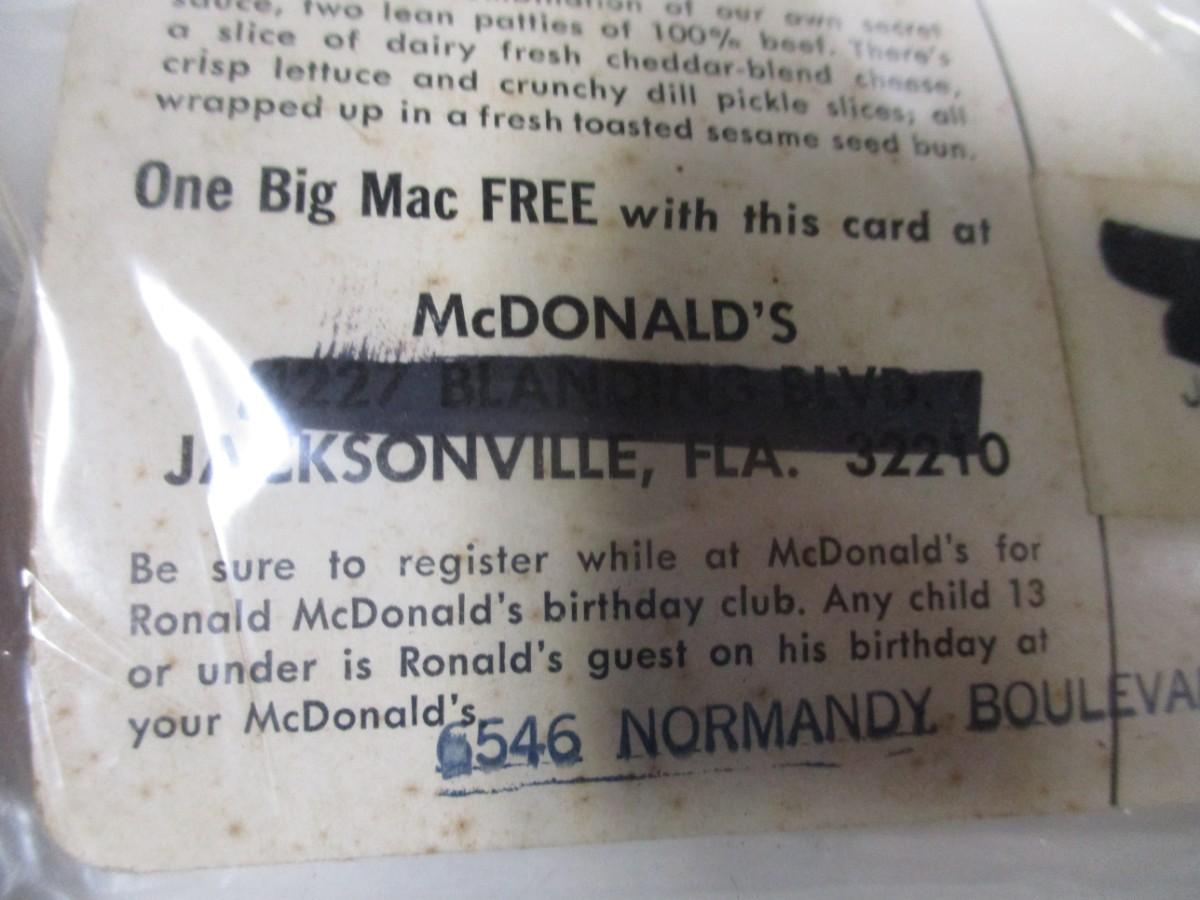 sauce, two lean patties of 100% beef. There's
a slice of dairy fresh cheddar-blend cheese,
crisp lettuce and crunchy dill pickle slices; all
wrapped up in a fresh toasted sesame seed bun.
One Big Mac FREE with this card at
McDONALD'S
BLANDING BLVD.
JACKSONVILLE, FLA. 32210
Be sure to register while at McDonald's for
Ronald McDonald's birthday club. Any child 13
or under is Ronald's guest on his birthday at
your McDonald's.
6546 NORMANDY BOULEVA